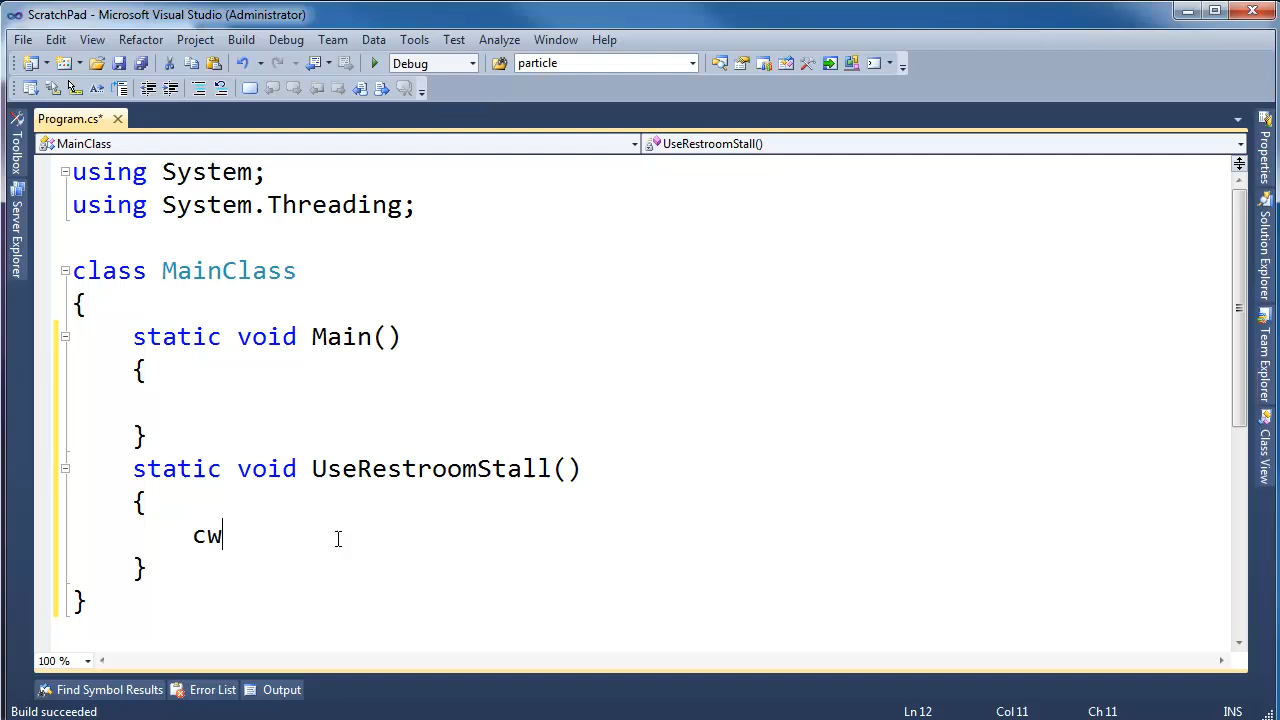 ScratchPad - Microsoft Visual Studio (Administrator)
File Edit View Refactor Project Build Debug Team Data Tools Test Analyze Window Help
Debug particle
Program.cs* ×
MainClass UseRestroomStall()
using System;
using System.Threading;
class MainClass
{
static void Main()
{
}
static void UseRestroomStall()
{
cw
}
}
100 %
Toolbox
Server Explorer
Properties
Solution Explorer
Team Explorer
Class View
Find Symbol Results Error List Output
Build succeeded Ln 12 Col 11 Ch 11 INS